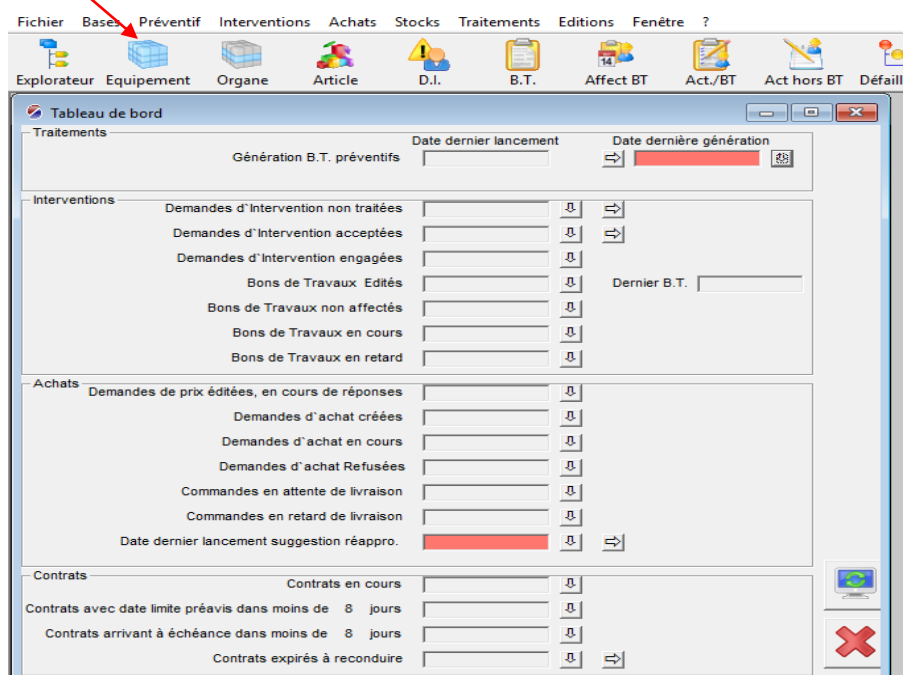 Fichier Bases Préventif Interventions Achats Stocks Traitements Editions Fenêtre ?
14
Explorateur Equipement Organe Article D.I. B.T. Affect BT Act./BT Act hors BT Défaill
Tableau de bord
Traitements
Date dernier lancement Date dernière génération
Génération B.T. préventifs
Interventions
Demandes d`Intervention non traitées
Demandes d`Intervention acceptées
Demandes d`Intervention engagées
Bons de Travaux Edités Dernier B.T.
Bons de Travaux non affectés
Bons de Travaux en cours
Bons de Travaux en retard
Achats
Demandes de prix éditées, en cours de réponses
Demandes d`achat créées
Demandes d`achat en cours
Demandes d`achat Refusées
Commandes en attente de livraison
Commandes en retard de livraison
Date dernier lancement suggestion réappro.
Contrats
Contrats en cours
Contrats avec date limite préavis dans moins de 8 jours
Contrats arrivant à échéance dans moins de 8 jours
Contrats expirés à reconduire